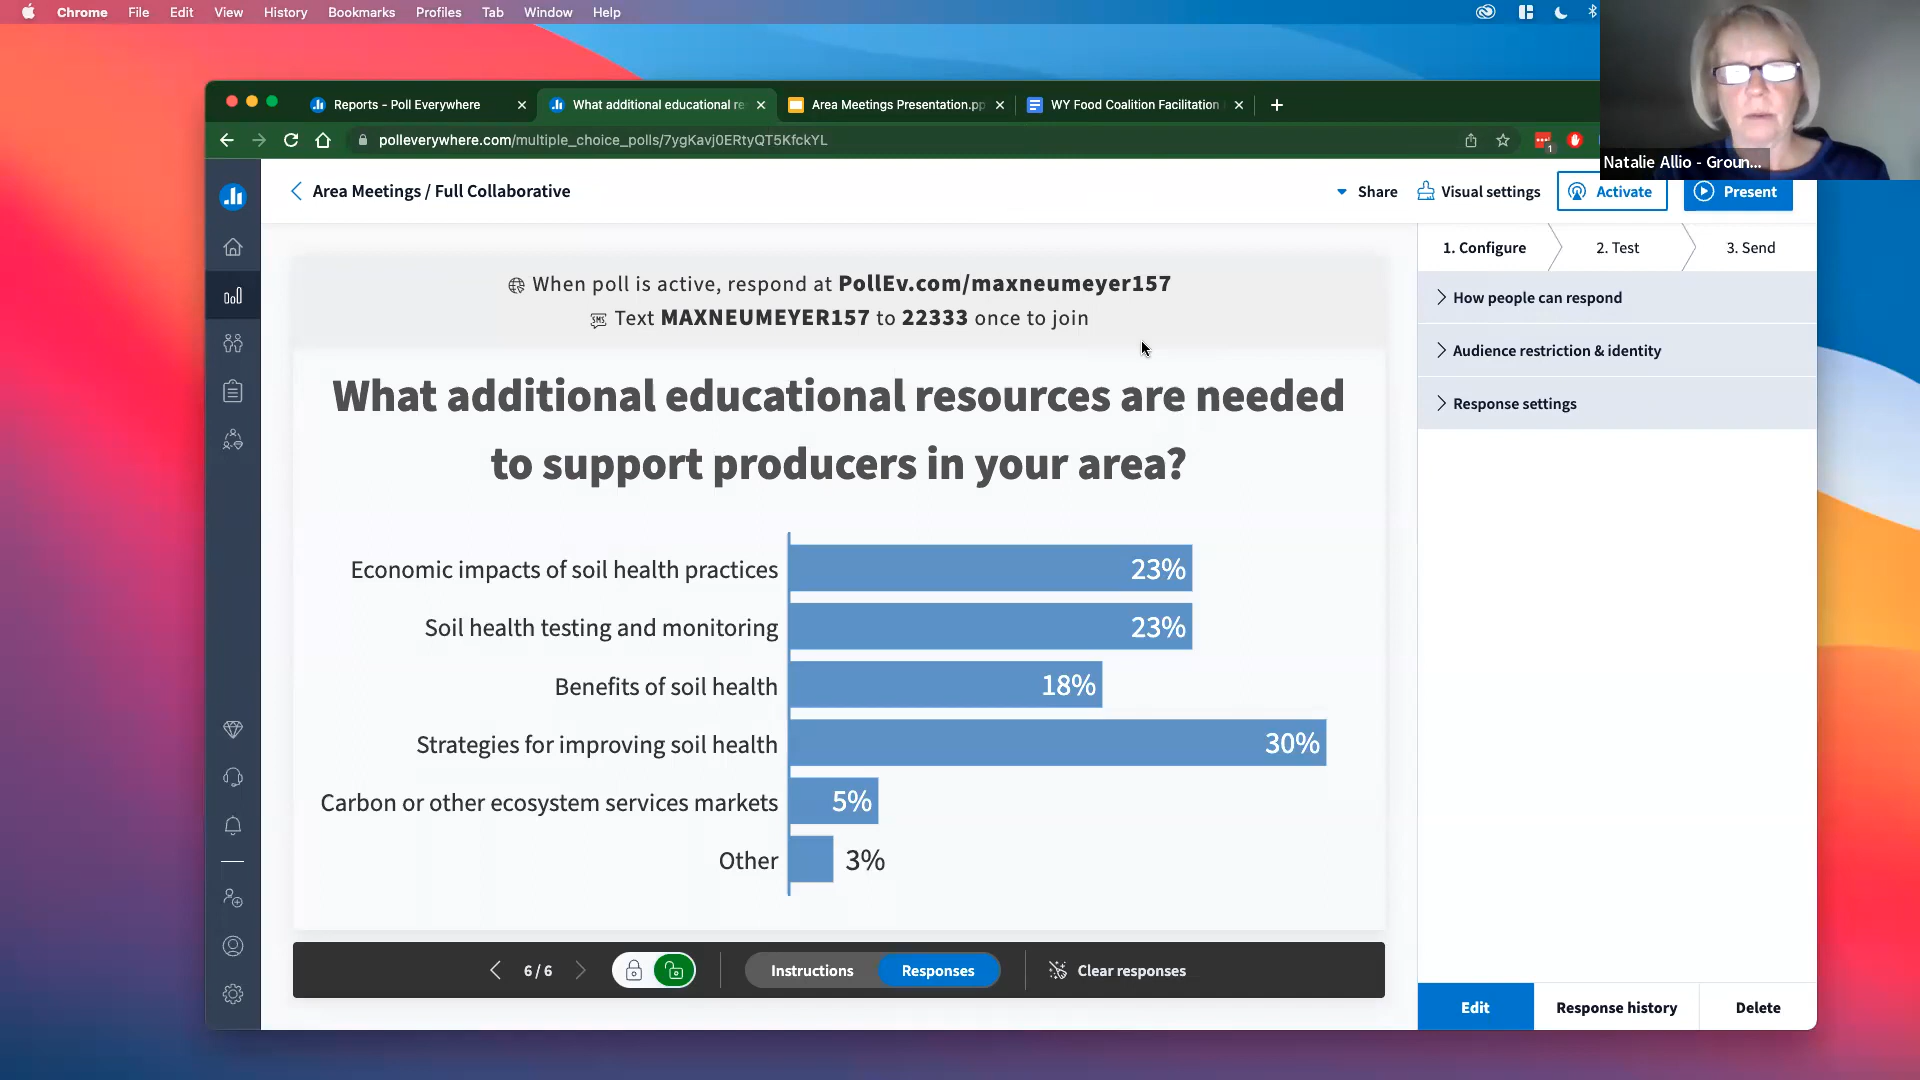 Chrome File Edit View History Bookmarks Profiles Tab Window Help
Reports - Poll Everywhere
What additional educational re
Area Meetings Presentation.pp
WY Food Coalition Facilitation
polleverywhere.com/multiple_choice_polls/7ygKavj0ERtyQT5KfckYL
1
Natalie Allio - Groun...
Area Meetings / Full Collaborative
Share
Visual settings
Activate
Present
1. Configure
2. Test
3. Send
How people can respond
Audience restriction & identity
Response settings
When poll is active, respond at PollEv.com/maxneumeyer157
SMS Text MAXNEUMEYER157 to 22333 once to join
What additional educational resources are needed
to support producers in your area?
Economic impacts of soil health practices 23%
Soil health testing and monitoring 23%
Benefits of soil health 18%
Strategies for improving soil health 30%
Carbon or other ecosystem services markets 5%
Other 3%
6 / 6
Instructions
Responses
Clear responses
Edit
Response history
Delete